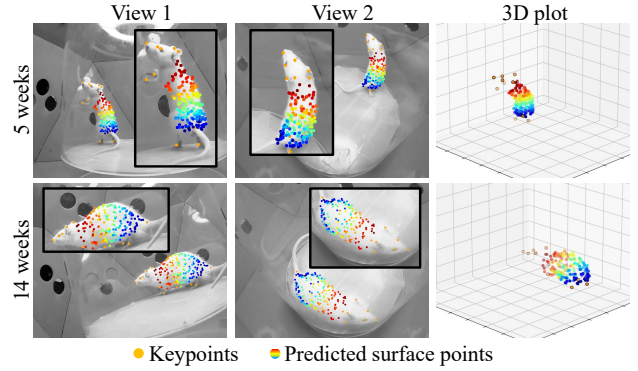 View 1
View 2
3D plot
5 weeks
14 weeks
Keypoints
Predicted surface points